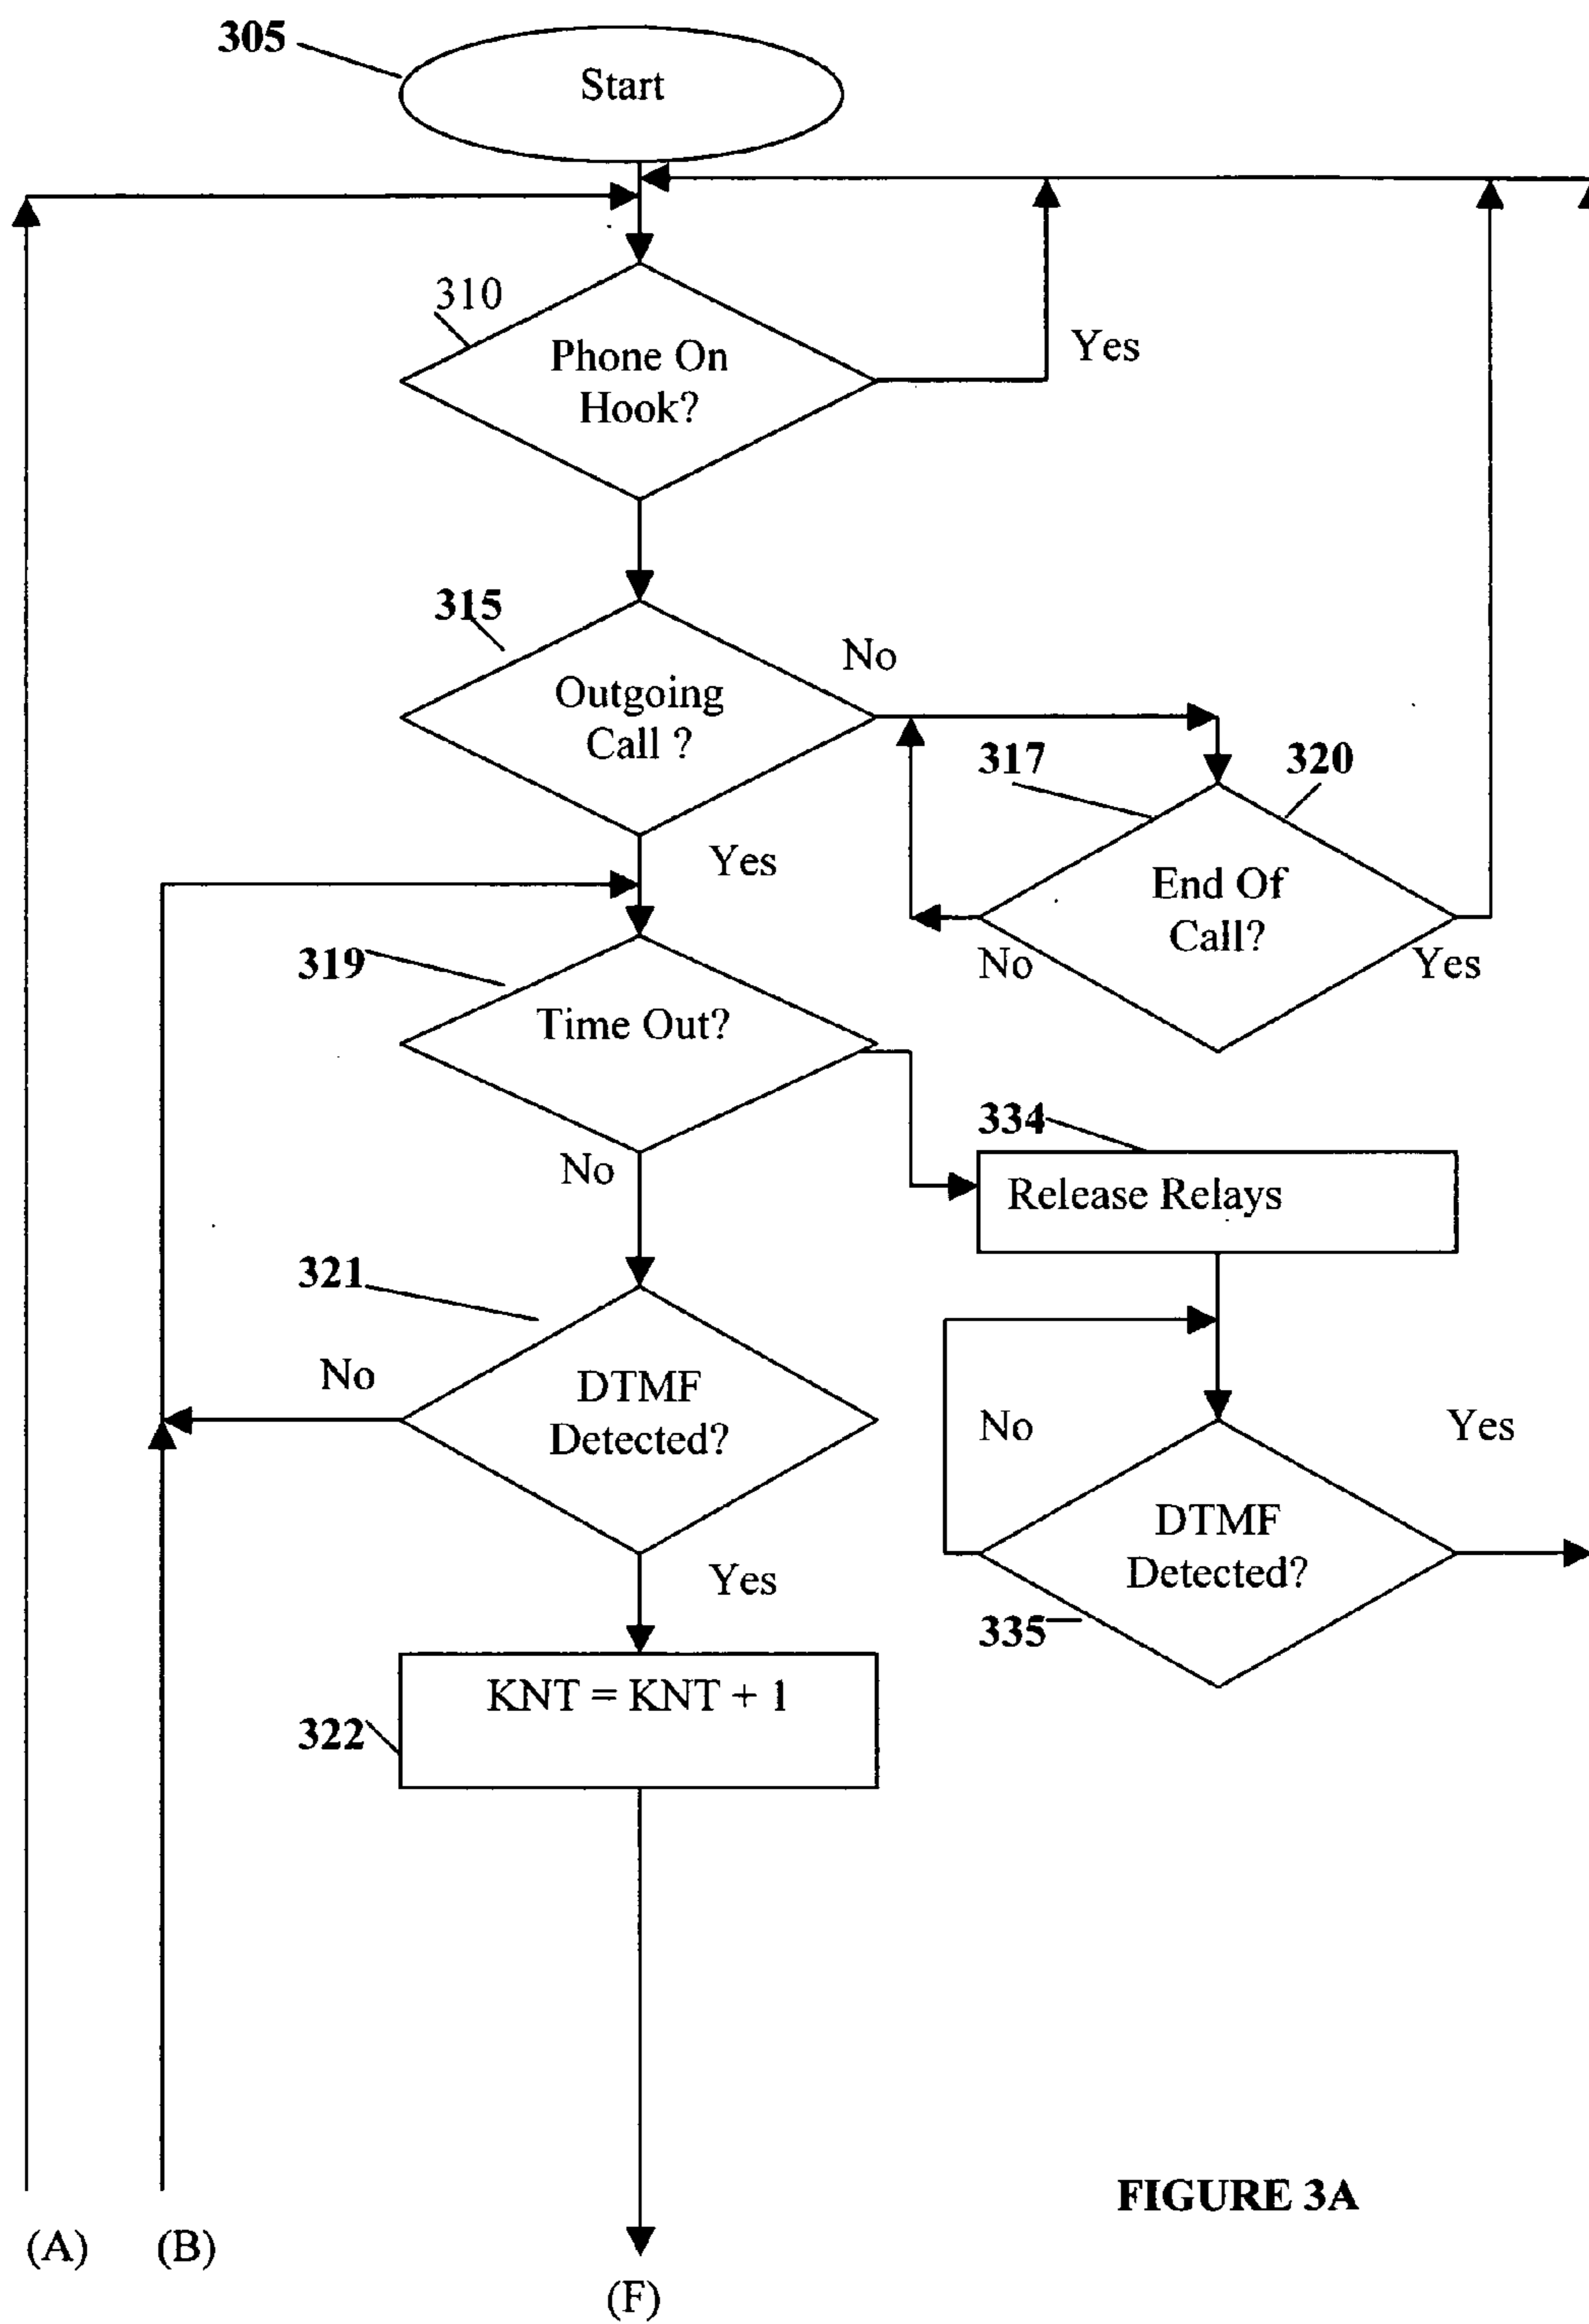 305
Start
310
Phone On
Hook?
Yes
315
Outgoing
Call ?
No
317
320
End Of
Call?
No
Yes
Yes
319
Time Out?
No
334
Release Relays
321
No
DTMF
Detected?
Yes
No
Yes
DTMF
Detected?
335
322
KNT = KNT + 1
FIGURE 3A
(A)
(B)
(F)